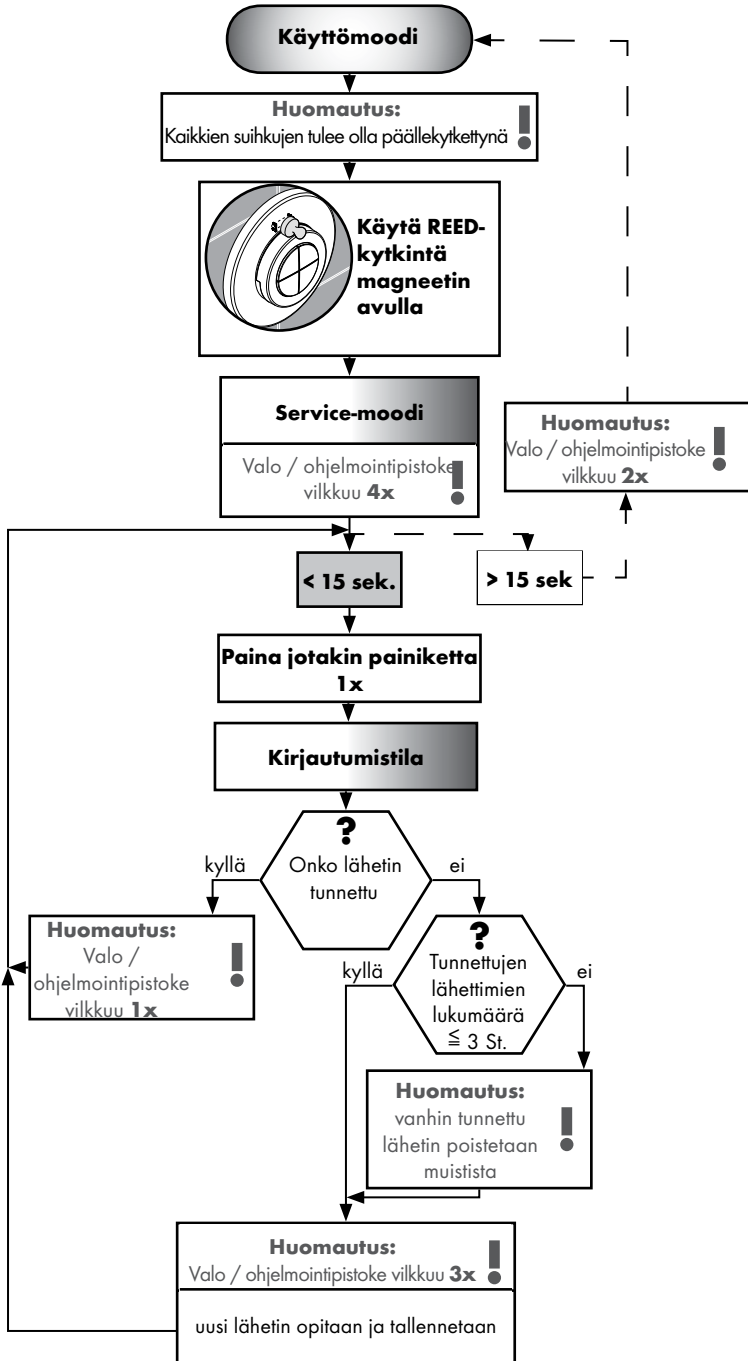 Käyttömoodi
Huomautus:
Kaikkien suihkujen tulee olla päällekytkettynä
Käytä REED-
kytkintä
magneetin
avulla
Service-moodi
Valo / ohjelmointipistoke
vilkkuu 4x
Huomautus:
Valo / ohjelmointipistoke
vilkkuu 2x
< 15 sek.
> 15 sek
Paina jotakin painiketta
1x
Kirjautumistila
?
Onko lähetin
tunnettu
kyllä
ei
Huomautus:
Valo /
ohjelmointipistoke
vilkkuu 1x
?
Tunnettujen
lähettimien
lukumäärä
≦ 3 St.
kyllä
ei
Huomautus:
vanhin tunnettu
lähetin poistetaan
muistista
Huomautus:
Valo / ohjelmointipistoke vilkkuu 3x
uusi lähetin opitaan ja tallennetaan